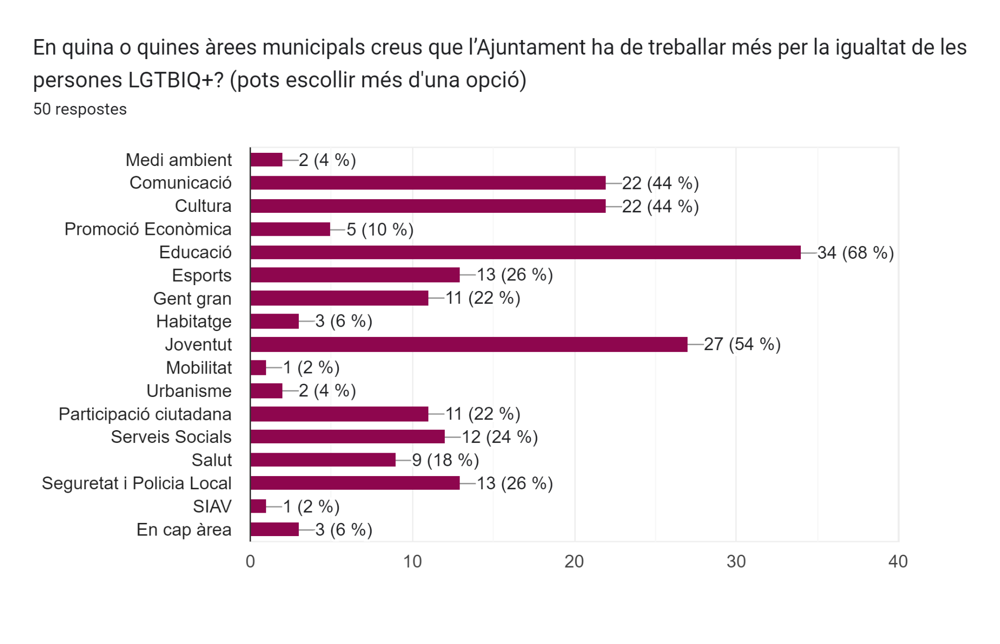 En quina o quines àrees municipals creus que l’Ajuntament ha de treballar més per la igualtat de les
persones LGTBIQ+? (pots escollir més d'una opció)
50 respostes
Medi ambient 2 (4 %)
Comunicació 22 (44 %)
Cultura 22 (44 %)
Promoció Econòmica 5 (10 %)
Educació 34 (68 %)
Esports 13 (26 %)
Gent gran 11 (22 %)
Habitatge 3 (6 %)
Joventut 27 (54 %)
Mobilitat 1 (2 %)
Urbanisme 2 (4 %)
Participació ciutadana 11 (22 %)
Serveis Socials 12 (24 %)
Salut 9 (18 %)
Seguretat i Policia Local 13 (26 %)
SIAV 1 (2 %)
En cap àrea 3 (6 %)
0 10 20 30 40